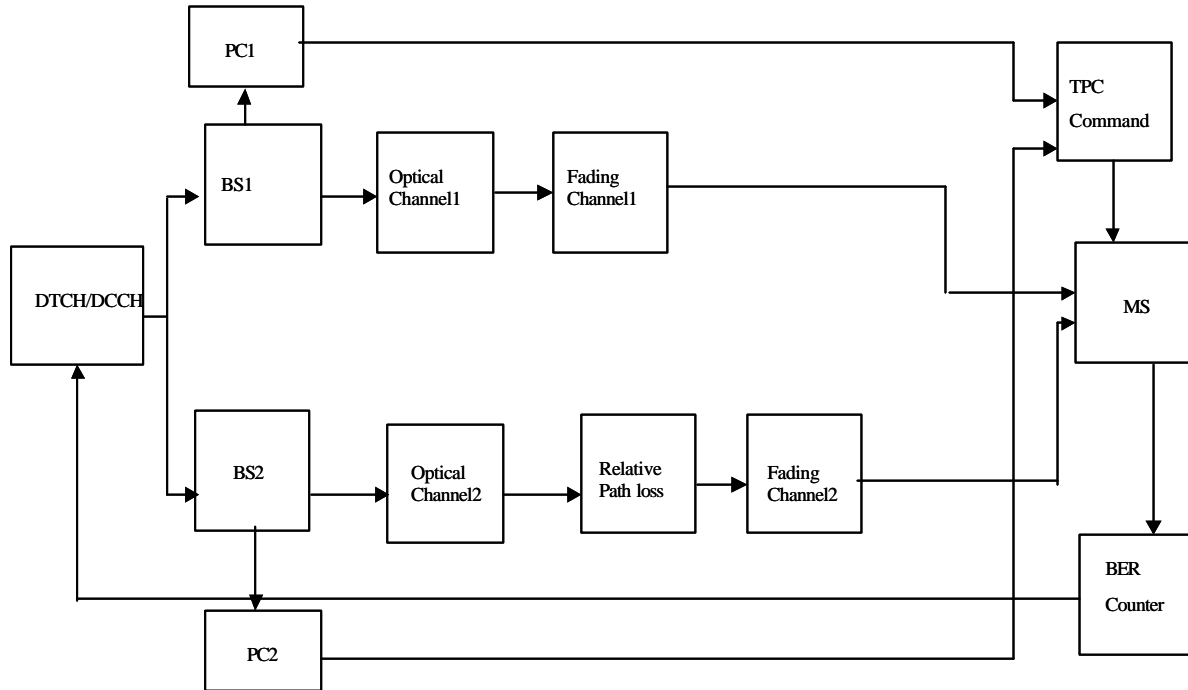 PC1
TPC
Command
BS1
Optical
Channel1
Fading
Channel1
DTCH/DCCH
MS
BS2
Optical
Channel2
Relative
Path loss
Fading
Channel2
BER
Counter
PC2